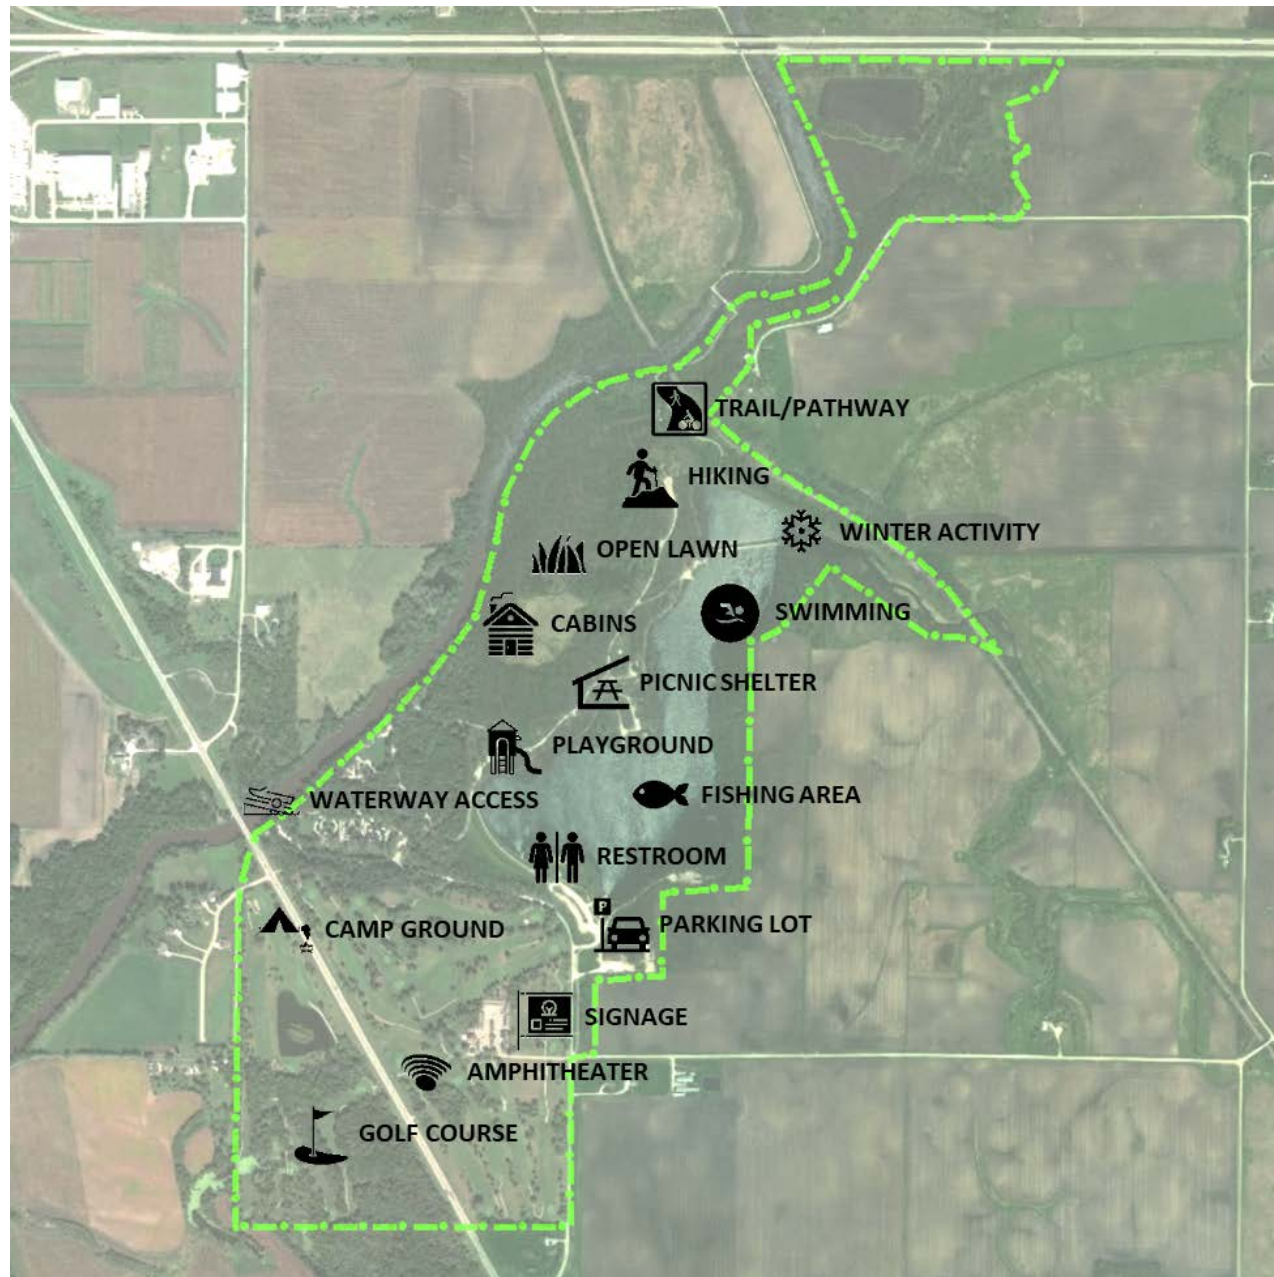 TRAIL/PATHWAY
HIKING
WINTER ACTIVITY
OPEN LAWN
SWIMMING
CABINS
PICNIC SHELTER
PLAYGROUND
FISHING AREA
WATERWAY ACCESS
RESTROOM
P
PARKING LOT
CAMP GROUND
SIGNAGE
AMPHITHEATER
GOLF COURSE